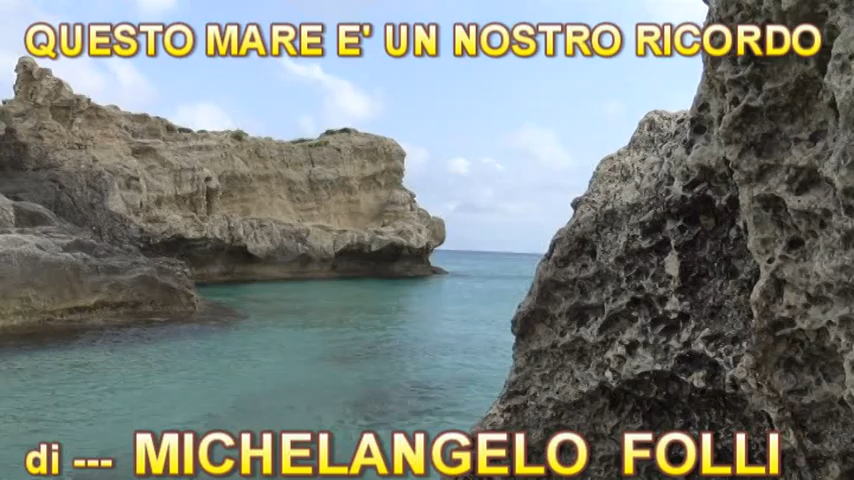 QUESTO MARE E' UN NOSTRO RICORDO
di --- MICHELANGELO FOLLI